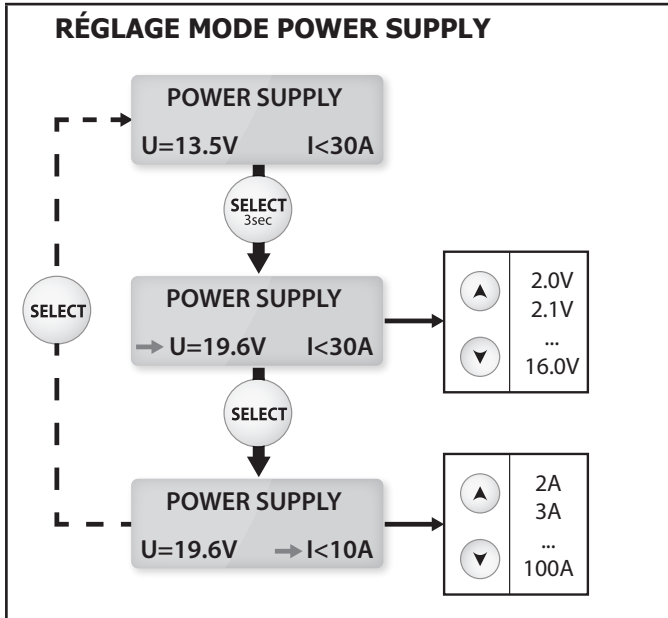 RÉGLAGE MODE POWER SUPPLY
POWER SUPPLY
U=13.5V I<30A
SELECT
3sec
SELECT
POWER SUPPLY
U=19.6V I<30A
2.0V
2.1V
...
16.0V
SELECT
POWER SUPPLY
U=19.6V I<10A
2A
3A
...
100A